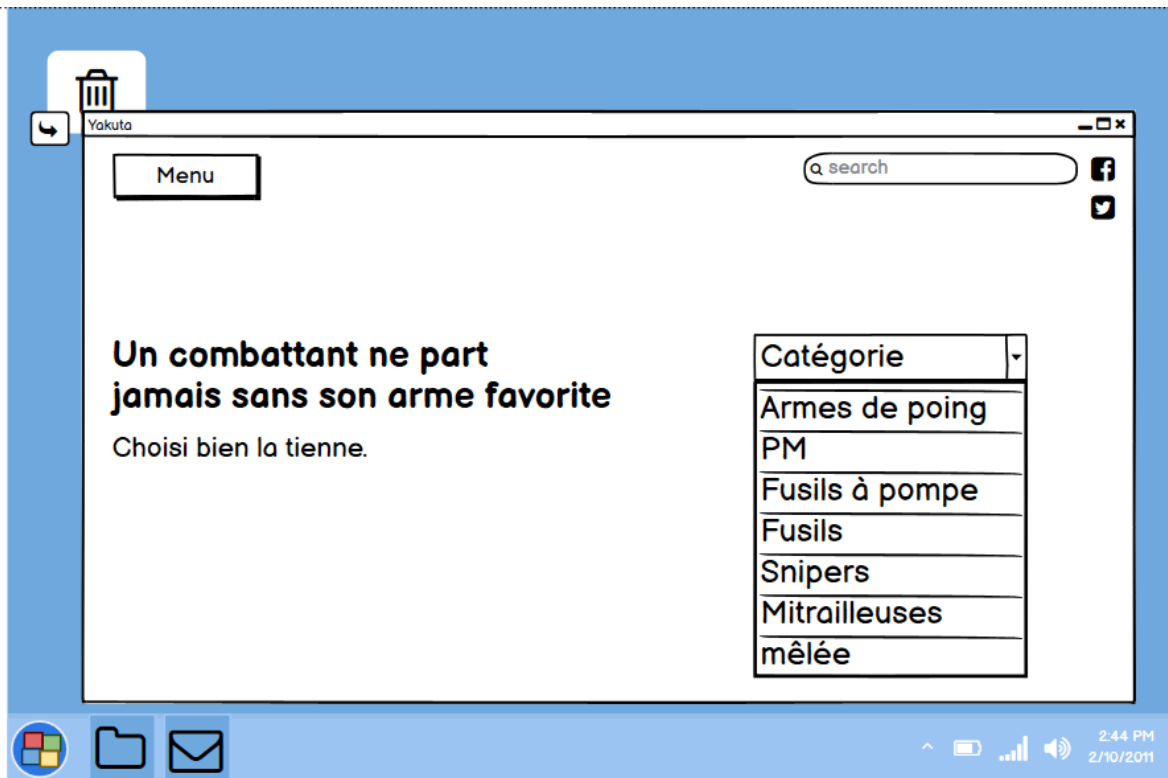 Yakuta
Menu
search
Un combattant ne part
jamais sans son arme favorite
Choisi bien la tienne.
Catégorie
Armes de poing
PM
Fusils à pompe
Fusils
Snipers
Mitrailleuses
mêlée
2:44 PM
2/10/2011